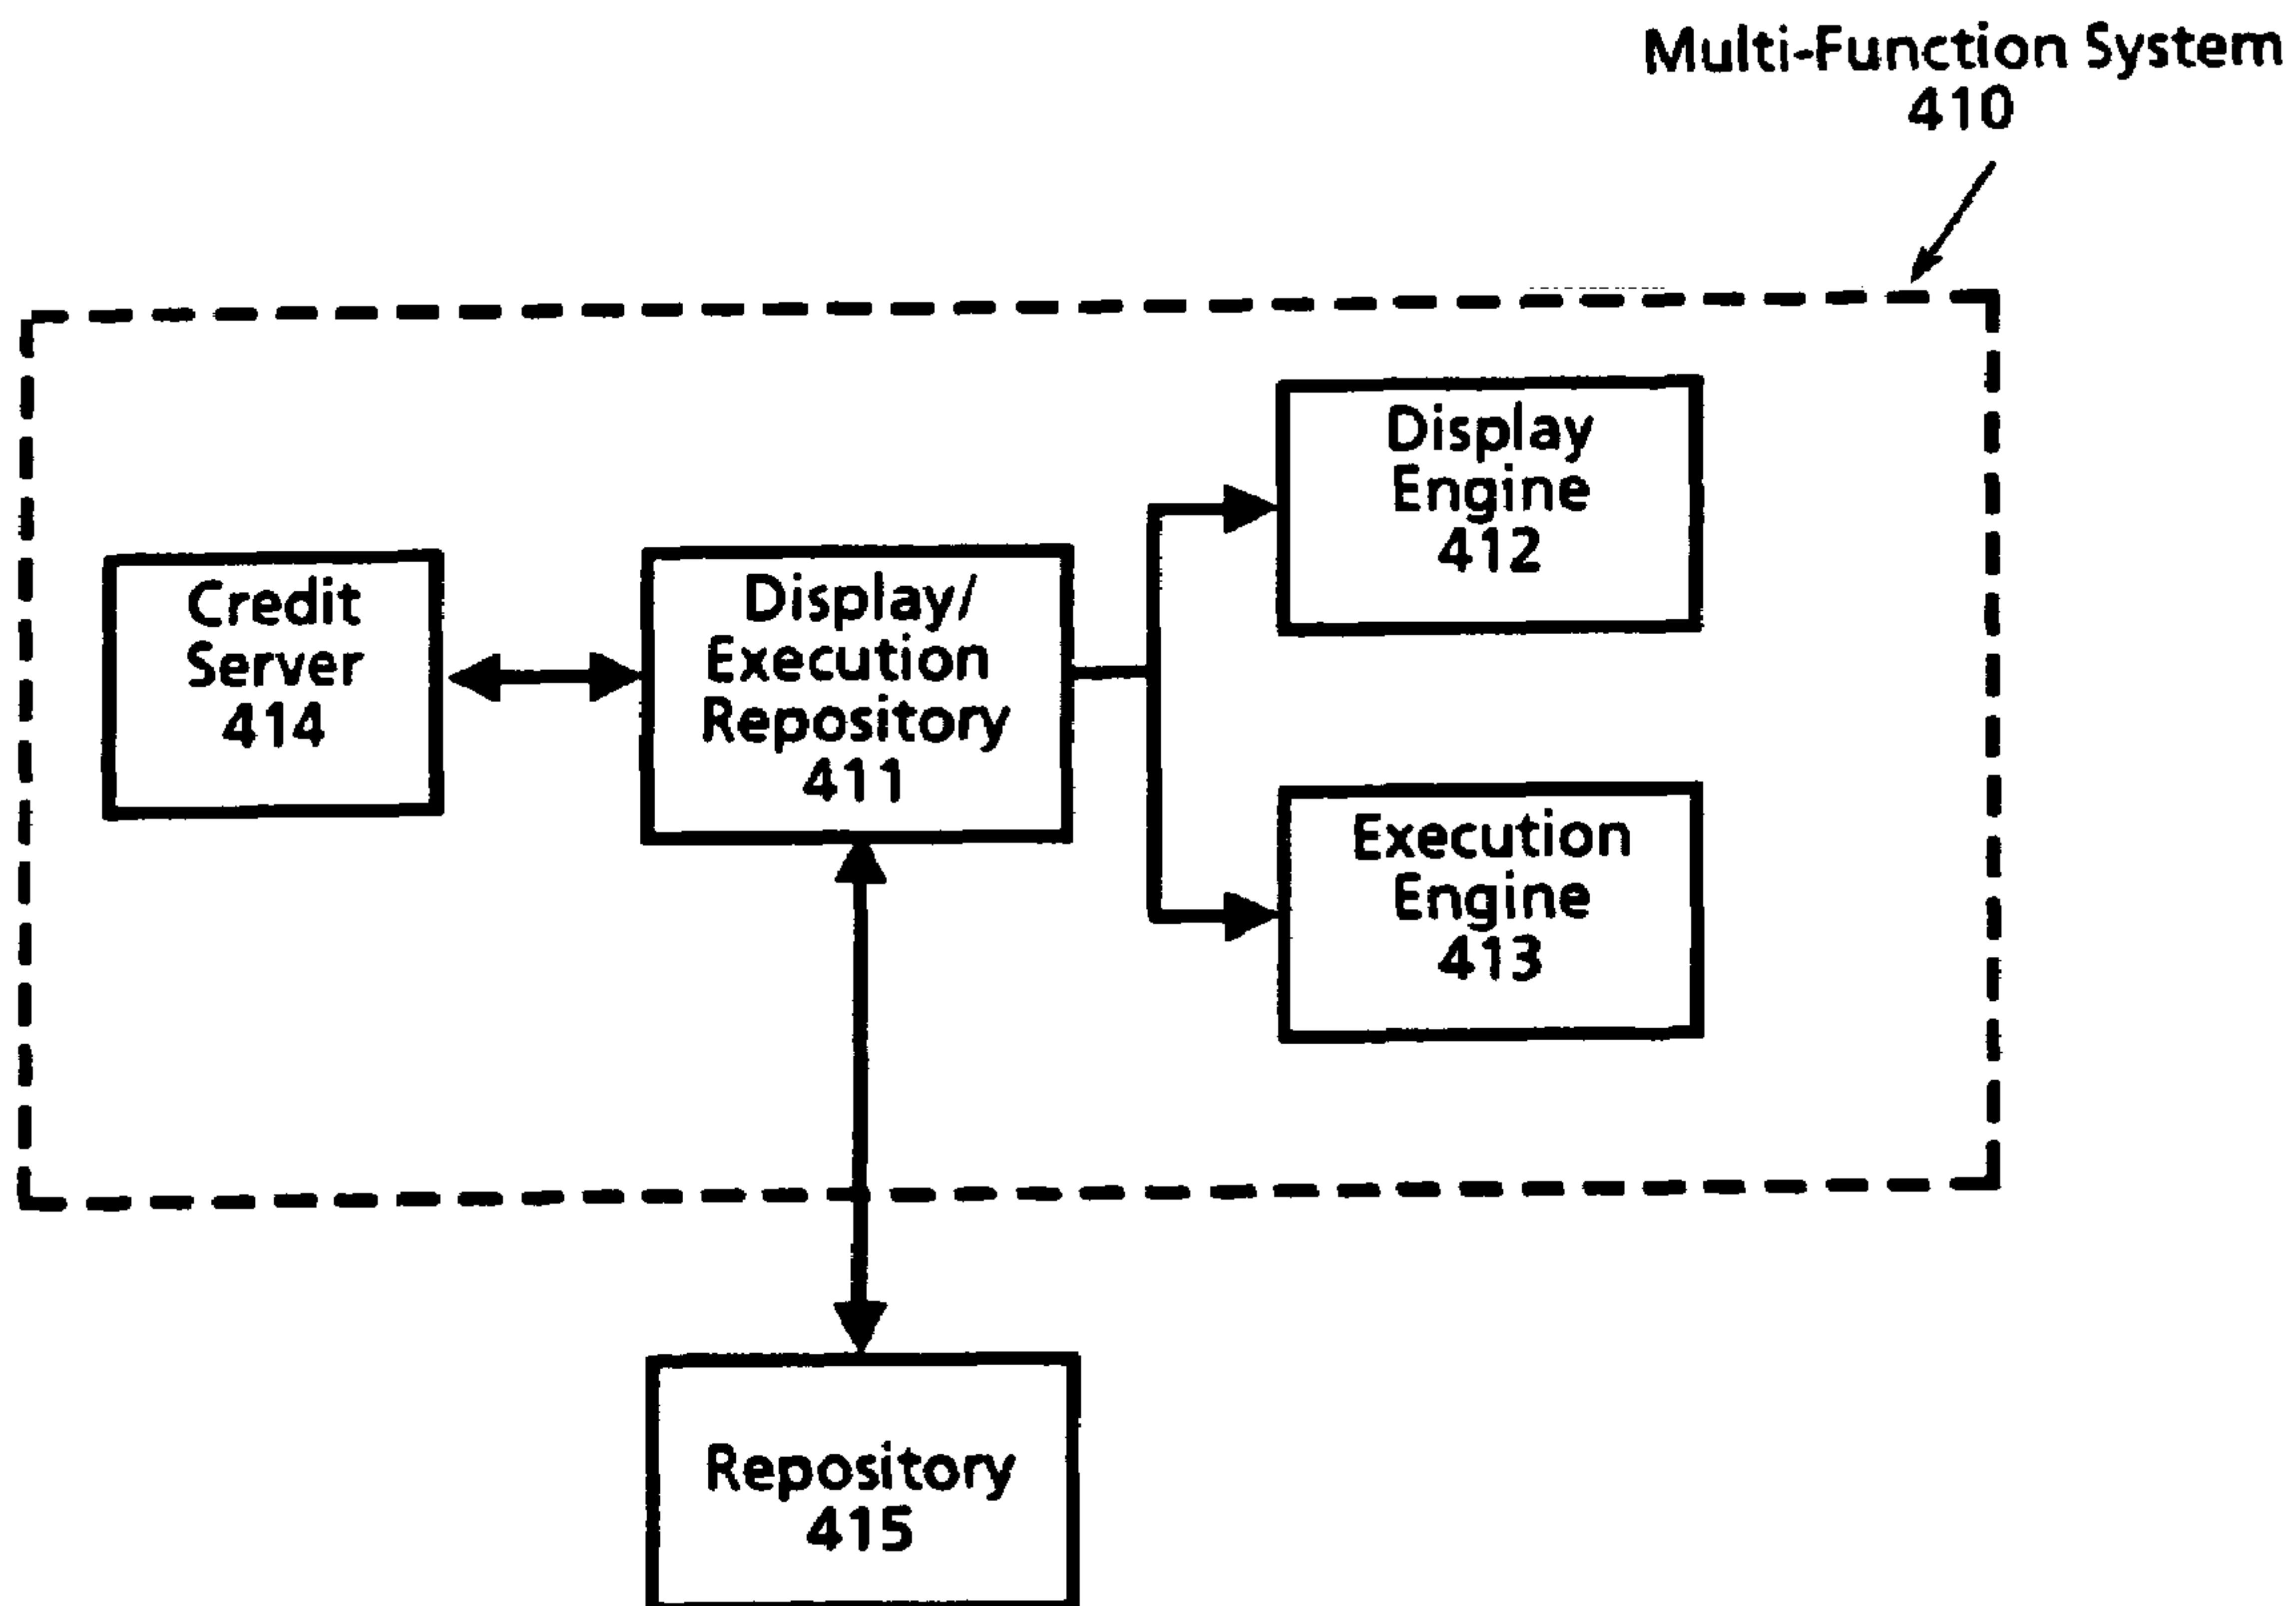 Multi-Function System
410
Display
Engine
412
Credit
Server
414
Display/
Execution
Repository
411
Execution
Engine
413
Repository
415